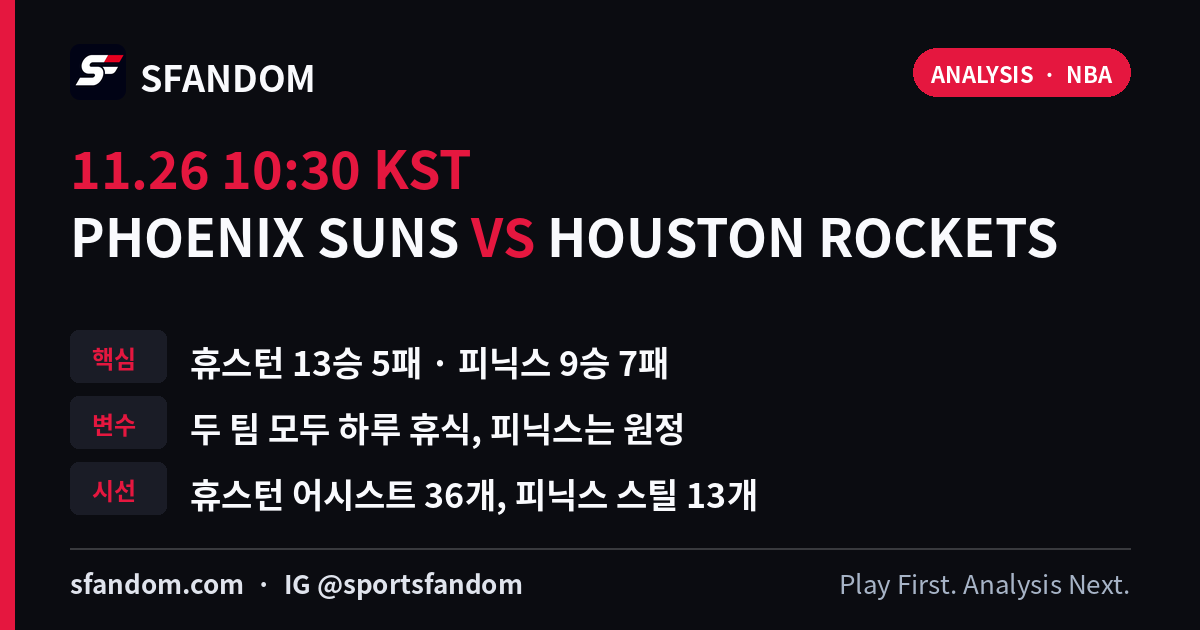 SF SFANDOM
ANALYSIS · NBA
11.26 10:30 KST
PHOENIX SUNS VS HOUSTON ROCKETS
핵심 휴스턴 13승 5패 · 피닉스 9승 7패
변수 두 팀 모두 하루 휴식, 피닉스는 원정
시선 휴스턴 어시스트 36개, 피닉스 스틸 13개
sfandom.com · IG @sportsfandom
Play First. Analysis Next.